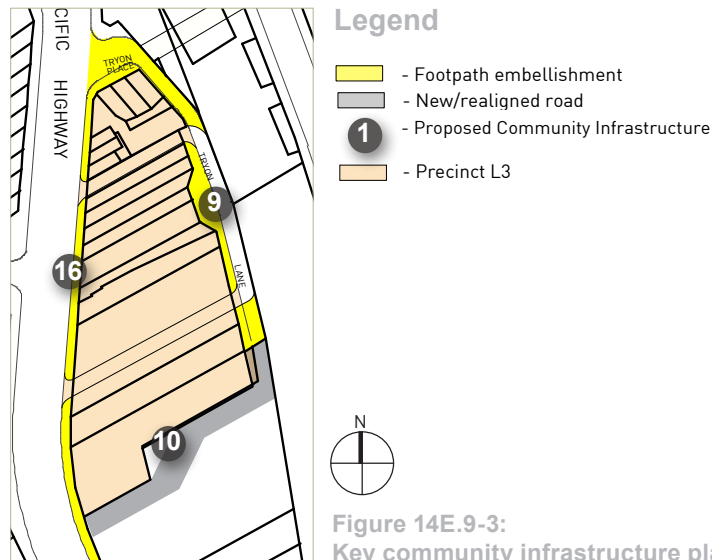 CIFIC HIGHWAY
TRYON
PLACE
TRYON LANE
9
16
10
Legend
- Footpath embellishment
- New/realigned road
1 - Proposed Community Infrastructure
- Precinct L3
N
Figure 14E.9-3:
Key community infrastructure pla